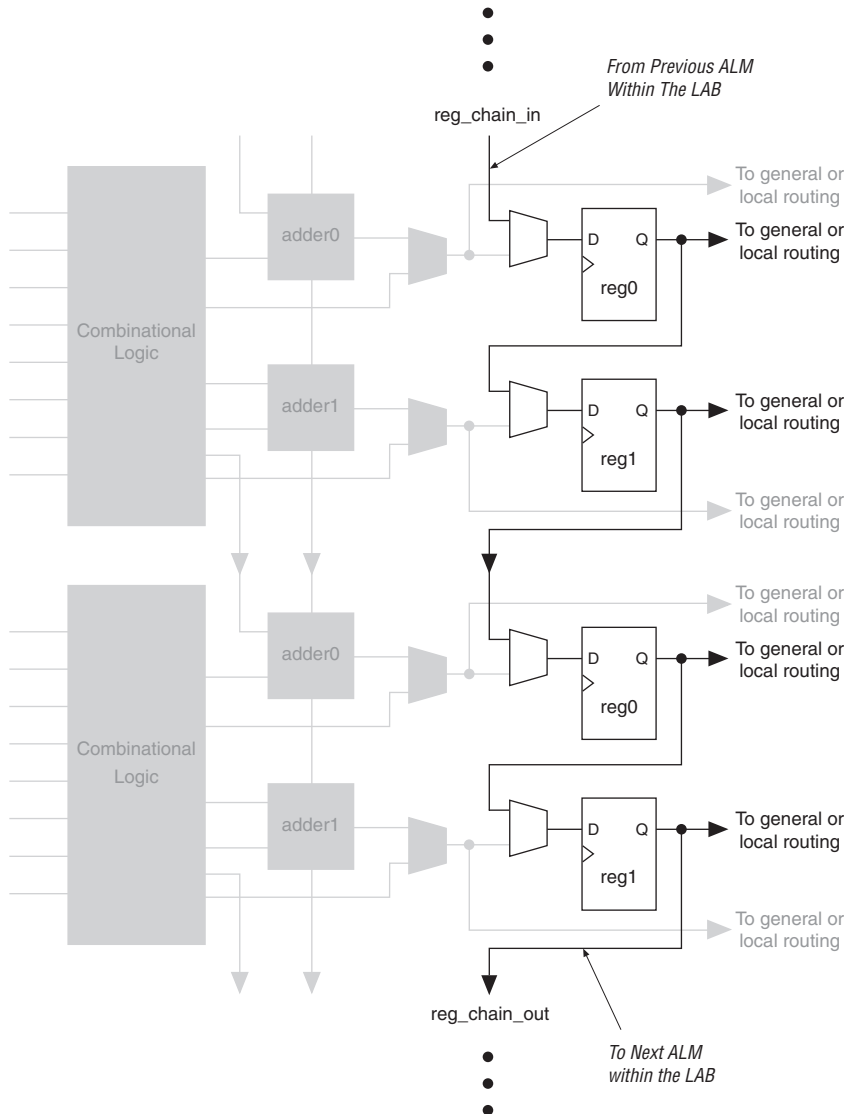 From Previous ALM
Within The LAB
reg_chain_in
To general or
local routing
adder0
D Q
reg0
To general or
local routing
Combinational
Logic
adder1
D Q
reg1
To general or
local routing
To general or
local routing
To general or
local routing
adder0
D Q
reg0
To general or
local routing
Combinational
Logic
adder1
D Q
reg1
To general or
local routing
To general or
local routing
reg_chain_out
To Next ALM
within the LAB